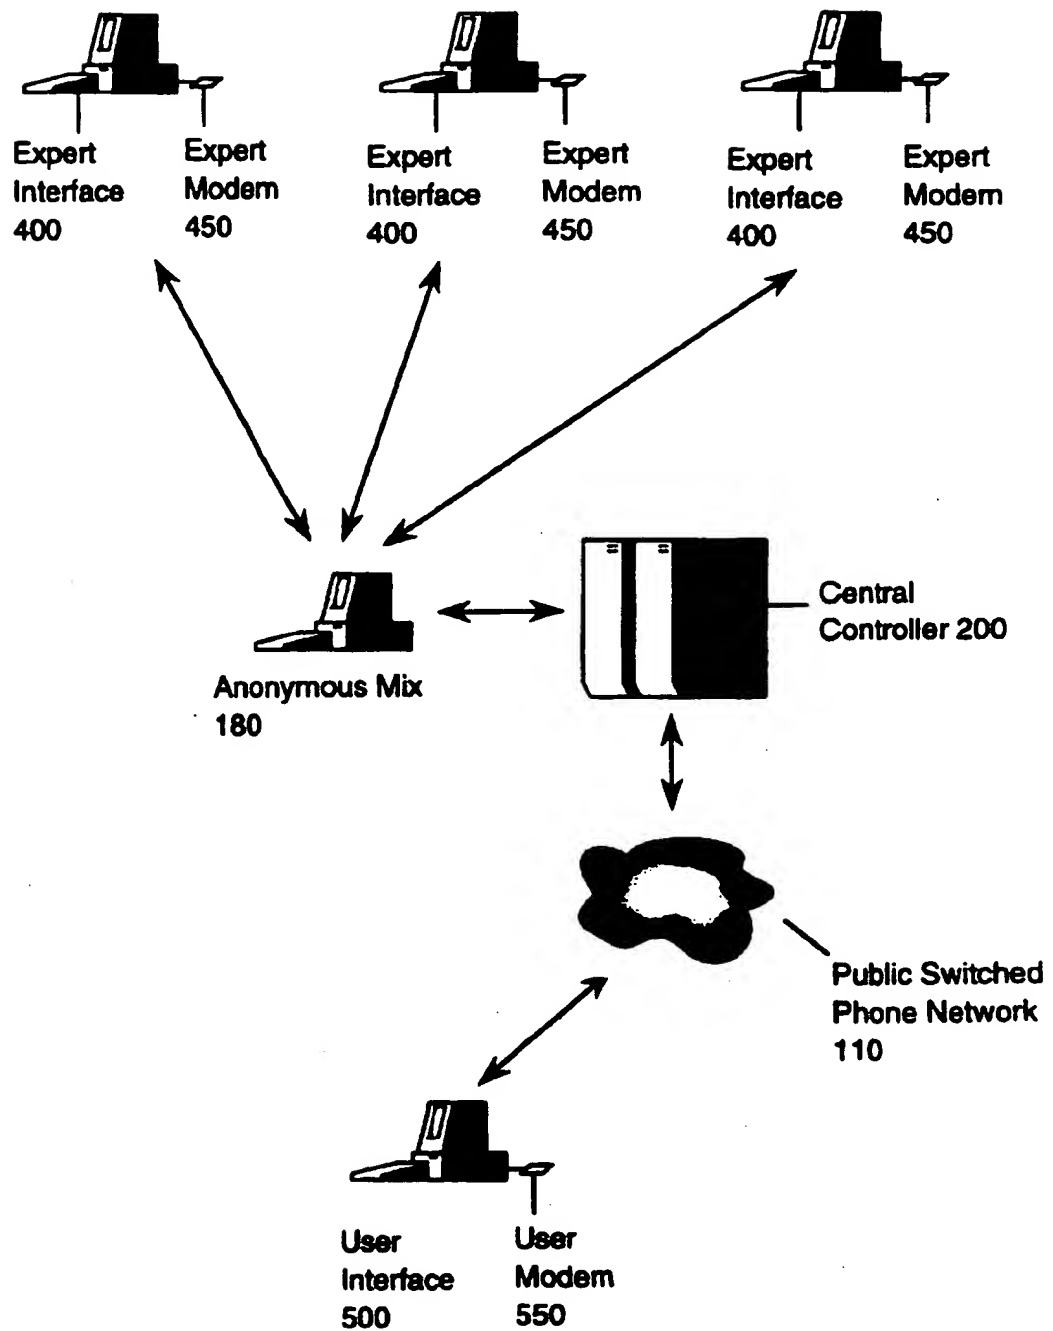 Expert
Interface
400
Expert
Modem
450
Expert
Interface
400
Expert
Modem
450
Expert
Interface
400
Expert
Modem
450
Central
Controller 200
Anonymous Mix
180
Public Switched
Phone Network
110
User
Interface
500
User
Modem
550